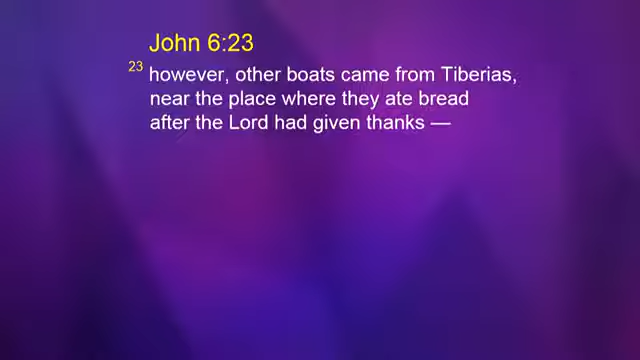 John 6:23
23 however, other boats came from Tiberias,
near the place where they ate bread
after the Lord had given thanks —